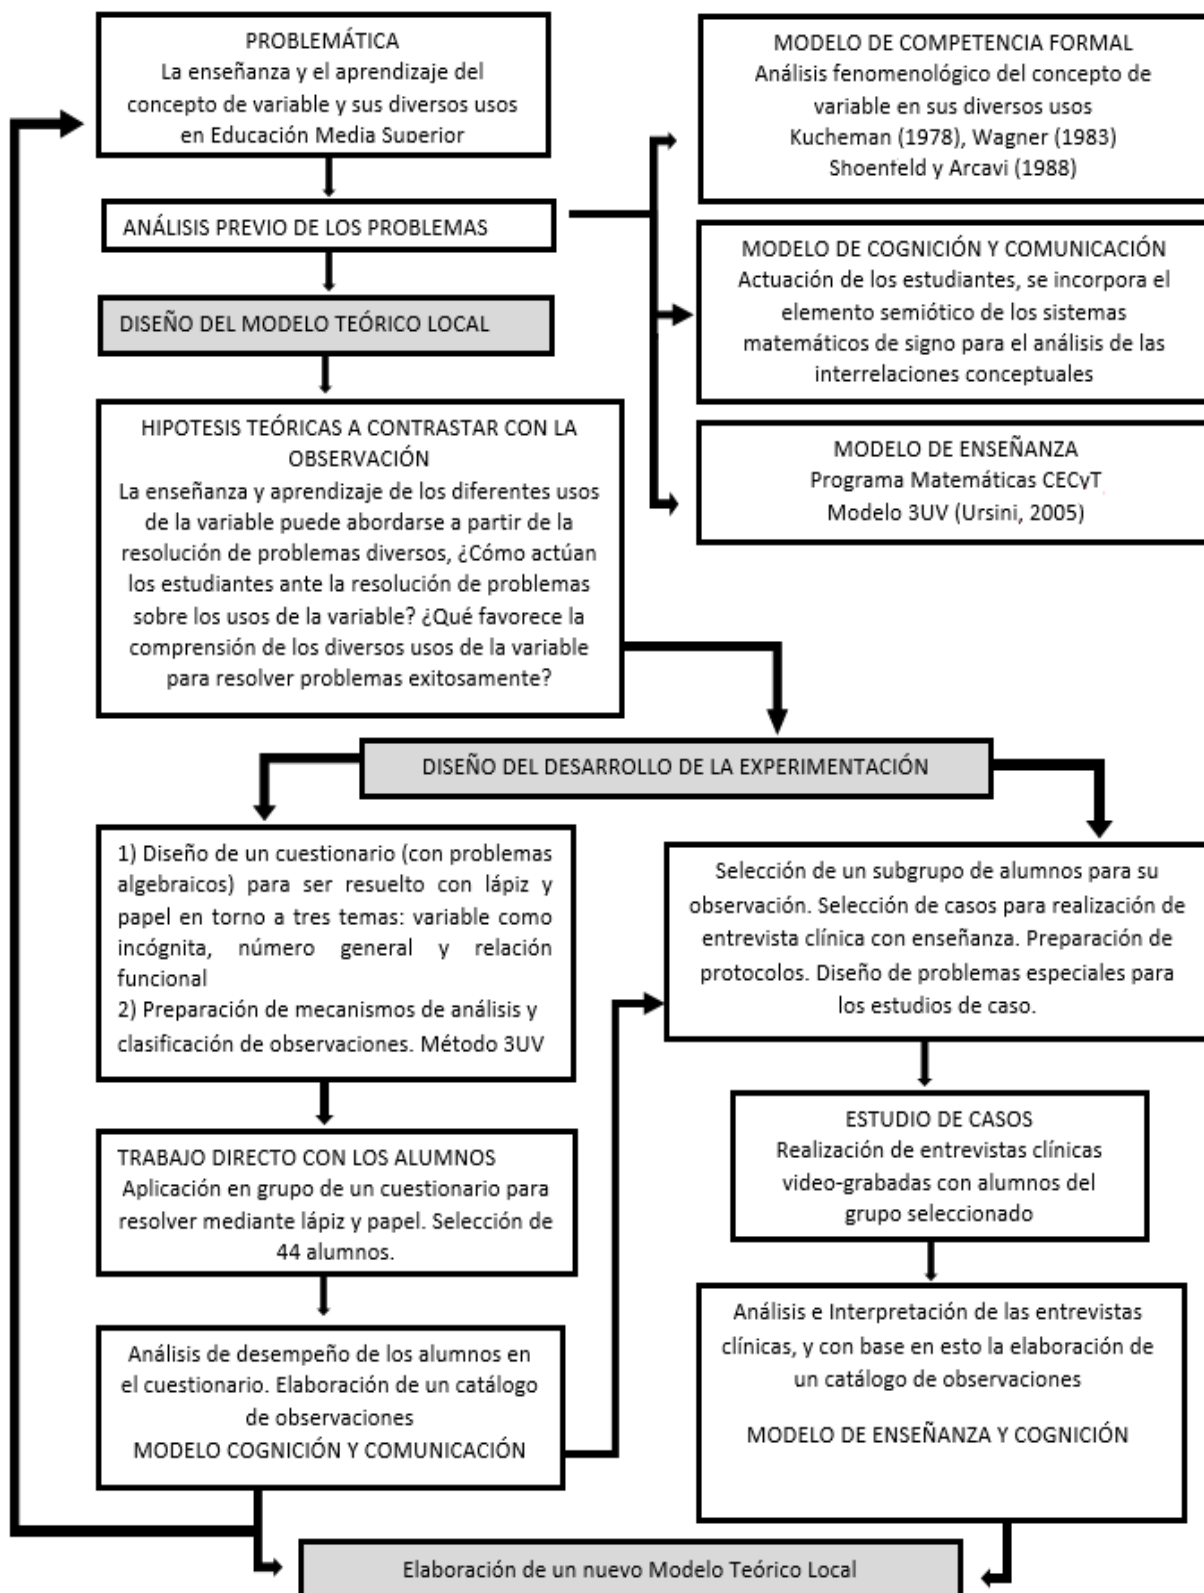 PROBLEMÁTICA
La enseñanza y el aprendizaje del
concepto de variable y sus diversos usos
en Educación Media Superior
ANÁLISIS PREVIO DE LOS PROBLEMAS
DISEÑO DEL MODELO TEÓRICO LOCAL
HIPOTESIS TEÓRICAS A CONTRASTAR CON LA
OBSERVACIÓN
La enseñanza y aprendizaje de los diferentes usos
de la variable puede abordarse a partir de la
resolución de problemas diversos, ¿Cómo actúan
los estudiantes ante la resolución de problemas
sobre los usos de la variable? ¿Qué favorece la
comprensión de los diversos usos de la variable
para resolver problemas exitosamente?
MODELO DE COMPETENCIA FORMAL
Análisis fenomenológico del concepto de
variable en sus diversos usos
Kucheman (1978), Wagner (1983)
Shoenfeld y Arcavi (1988)
MODELO DE COGNICIÓN Y COMUNICACIÓN
Actuación de los estudiantes, se incorpora el
elemento semiótico de los sistemas
matemáticos de signo para el análisis de las
interrelaciones conceptuales
MODELO DE ENSEÑANZA
Programa Matemáticas CECyT
Modelo 3UV (Ursini, 2005)
DISEÑO DEL DESARROLLO DE LA EXPERIMENTACIÓN
1) Diseño de un cuestionario (con problemas
algebraicos) para ser resuelto con lápiz y
papel en torno a tres temas: variable como
incógnita, número general y relación
funcional
2) Preparación de mecanismos de análisis y
clasificación de observaciones. Método 3UV
TRABAJO DIRECTO CON LOS ALUMNOS
Aplicación en grupo de un cuestionario para
resolver mediante lápiz y papel. Selección de
44 alumnos.
Análisis de desempeño de los alumnos en
el cuestionario. Elaboración de un catálogo
de observaciones
MODELO COGNICIÓN Y COMUNICACIÓN
Selección de un subgrupo de alumnos para su
observación. Selección de casos para realización de
entrevista clínica con enseñanza. Preparación de
protocolos. Diseño de problemas especiales para
los estudios de caso.
ESTUDIO DE CASOS
Realización de entrevistas clínicas
video-grabadas con alumnos del
grupo seleccionado
Análisis e Interpretación de las entrevistas
clínicas, y con base en esto la elaboración de
un catálogo de observaciones
MODELO DE ENSEÑANZA Y COGNICIÓN
Elaboración de un nuevo Modelo Teórico Local